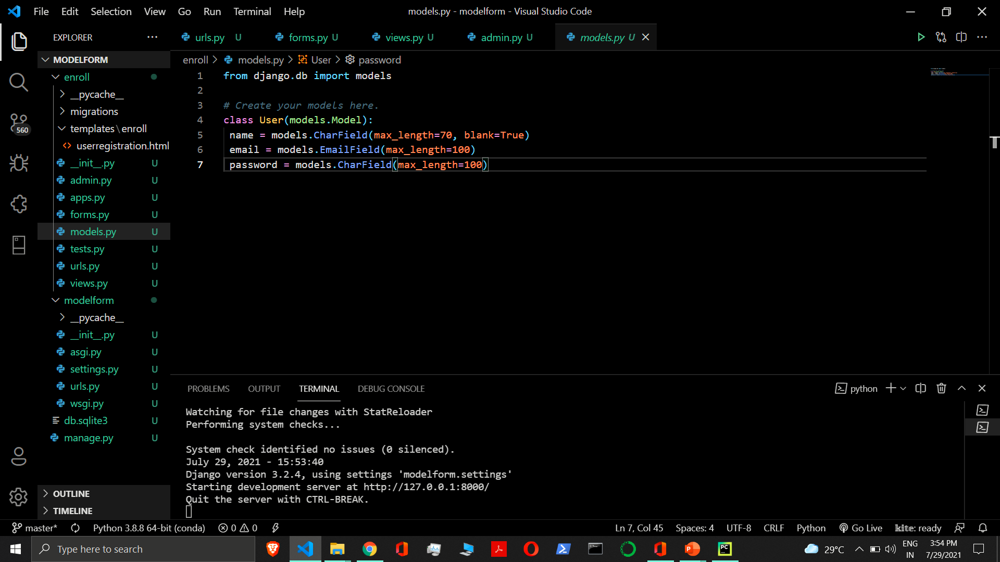 File Edit Selection View Go Run Terminal Help
models.py - modelform - Visual Studio Code
EXPLORER
urls.py U
forms.py U
views.py U
admin.py U
models.py U
MODELFORM
enroll
__pycache__
migrations
templates\enroll
userregistration.html
__init__.py U
admin.py U
apps.py U
forms.py U
models.py U
tests.py U
urls.py U
views.py U
modelform
__pycache__
__init__.py U
asgi.py U
settings.py U
urls.py U
wsgi.py U
db.sqlite3 U
manage.py U
OUTLINE
TIMELINE
560
enroll > models.py > User > password
1 from django.db import models
2
3 # Create your models here.
4 class User(models.Model):
5 name = models.CharField(max_length=70, blank=True)
6 email = models.EmailField(max_length=100)
7 password = models.CharField(max_length=100)
PROBLEMS OUTPUT TERMINAL DEBUG CONSOLE
python
Watching for file changes with StatReloader
Performing system checks...
System check identified no issues (0 silenced).
July 29, 2021 - 15:53:40
Django version 3.2.4, using settings 'modelform.settings'
Starting development server at http://127.0.0.1:8000/
Quit the server with CTRL-BREAK.
master* Python 3.8.8 64-bit (conda) 0 0
Ln 7, Col 45 Spaces: 4 UTF-8 CRLF Python Go Live kite: ready
Type here to search
PC
29°C
ENG
IN
3:54 PM
7/29/2021